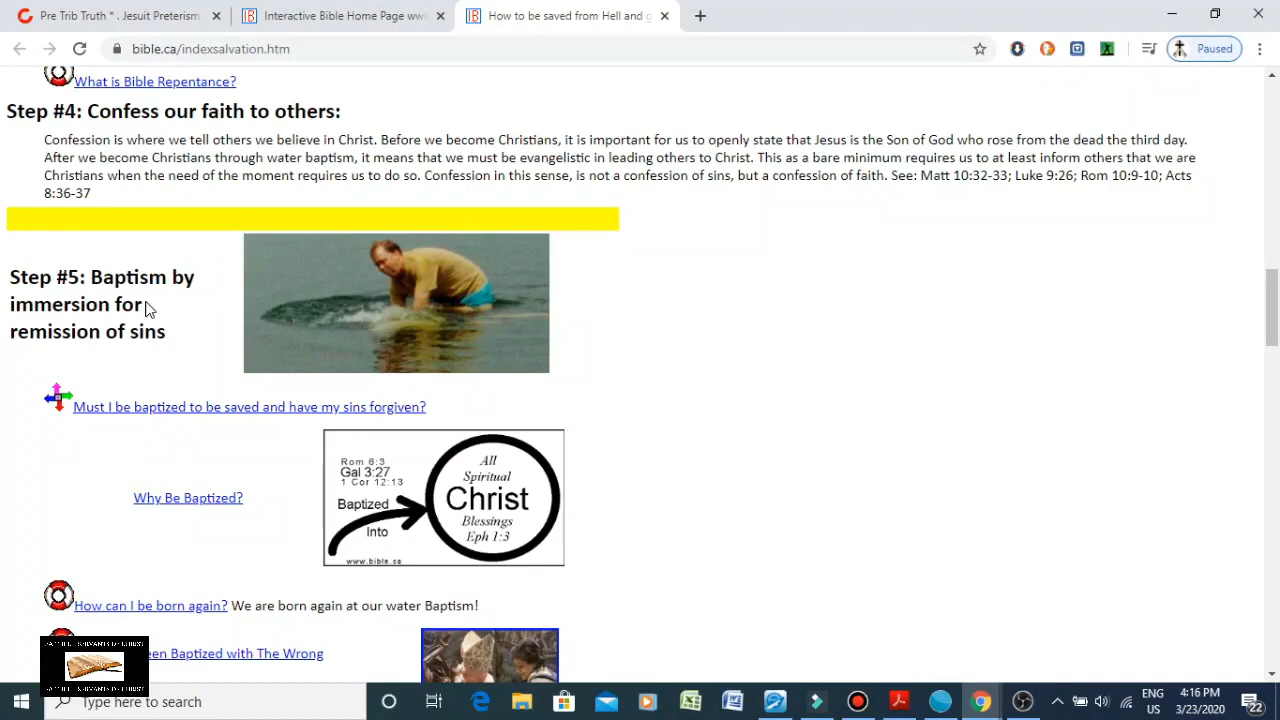 Pre Trib Truth *. Jesuit Preterism
Interactive Bible Home Page www
How to be saved from Hell and g
bible.ca/indexsalvation.htm
Paused
What is Bible Repentance?
Step #4: Confess our faith to others:
Confession is where we tell others we believe in Christ. Before we become Christians, it is important for us to openly state that Jesus is the Son of God who rose from the dead the third day.
After we become Christians through water baptism, it means that we must be evangelistic in leading others to Christ. This as a bare minimum requires us to at least inform others that we are
Christians when the need of the moment requires us to do so. Confession in this sense, is not a confession of sins, but a confession of faith. See: Matt 10:32-33; Luke 9:26; Rom 10:9-10; Acts
8:36-37
Step #5: Baptism by
immersion for
remission of sins
Must I be baptized to be saved and have my sins forgiven?
Why Be Baptized?
Rom 6:3
Gal 3:27
1 Cor 12:13
Baptized
Into
All
Spiritual
Christ
Blessings
Eph 1:3
www.bible.ca
How can I be born again? We are born again at our water Baptism!
een Baptized with The Wrong
Type here to search
ENG
US
4:16 PM
3/23/2020
22